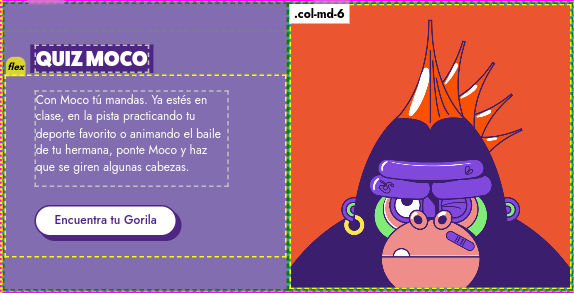 .col-md-6
QUIZ MOCO
flex
Con Moco tú mandas. Ya estés en
clase, en la pista practicando tu
deporte favorito o animando el baile
de tu hermana, ponte Moco y haz
que se giren algunas cabezas.
Encuentra tu Gorila